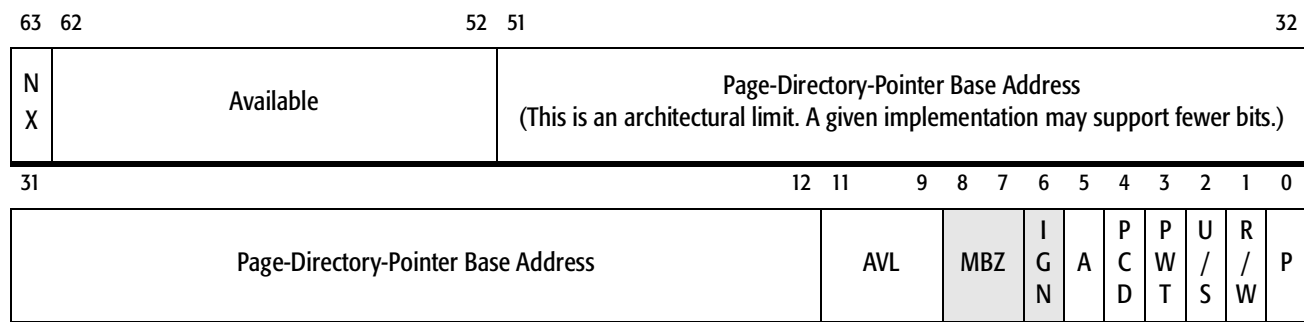 63 62 52 51 32
N X Available Page-Directory-Pointer Base Address
(This is an architectural limit. A given implementation may support fewer bits.)
31 12 11 9 8 7 6 5 4 3 2 1 0
Page-Directory-Pointer Base Address AVL MBZ I G N A P C D P W T U / S R / W P